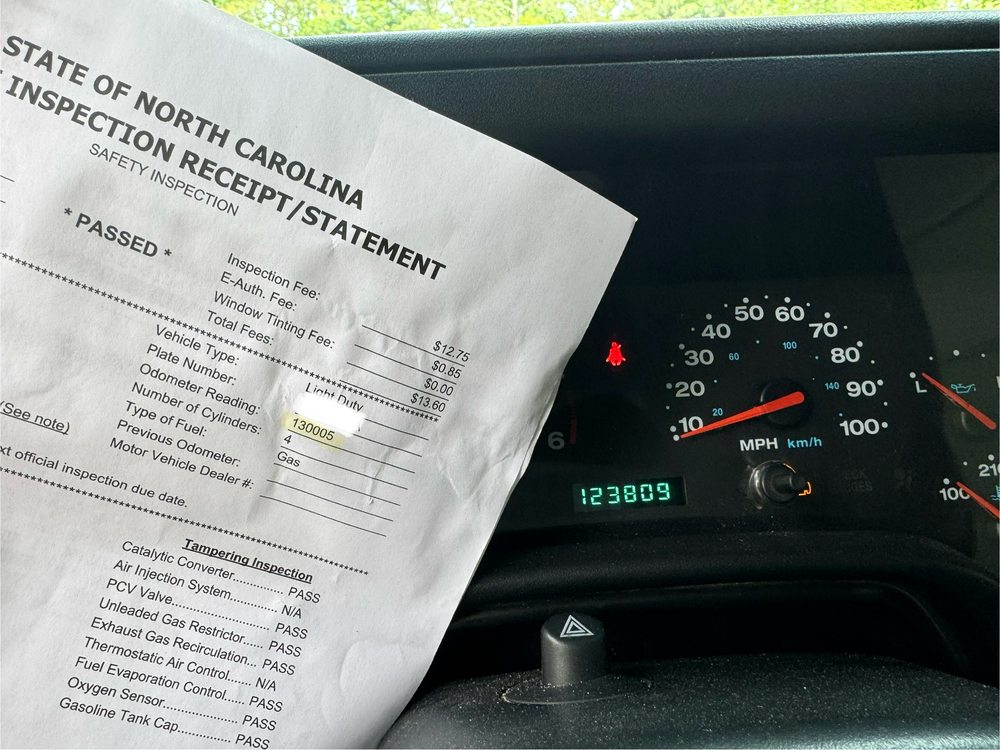 STATE OF NORTH CAROLINA
INSPECTION RECEIPT/STATEMENT
SAFETY INSPECTION
* PASSED *
Inspection Fee: $12.75
E-Auth. Fee: $0.85
Window Tinting Fee: $0.00
Total Fees: $13.60
****************************************
Vehicle Type: Light Duty
Plate Number:
Odometer Reading: 130005
Number of Cylinders: 4
Type of Fuel: Gas
Previous Odometer:
Motor Vehicle Dealer #:
(See note)
official inspection due date.
****************************************
Tampering Inspection
Catalytic Converter.............. PASS
Air Injection System.............. N/A
PCV Valve.............. PASS
Unleaded Gas Restrictor...... PASS
Exhaust Gas Recirculation... PASS
Thermostatic Air Control....... N/A
Fuel Evaporation Control..... PASS
Oxygen Sensor.............. PASS
Gasoline Tank Cap.............. PASS
10 20 30 40 50 60 70 80 90 100
20 60 100 140
MPH km/h
6
123809
L
100 210